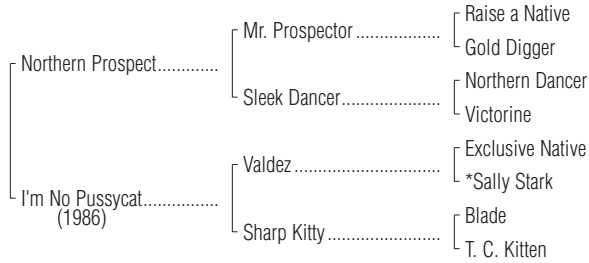 Raise a Native
Mr. Prospector ..................
Gold Digger
Northern Prospect.............
Northern Dancer
Sleek Dancer.....................
Victorine
Exclusive Native
Valdez ...............................
*Sally Stark
I'm No Pussycat................
(1986)
Blade
Sharp Kitty ........................
T. C. Kitten